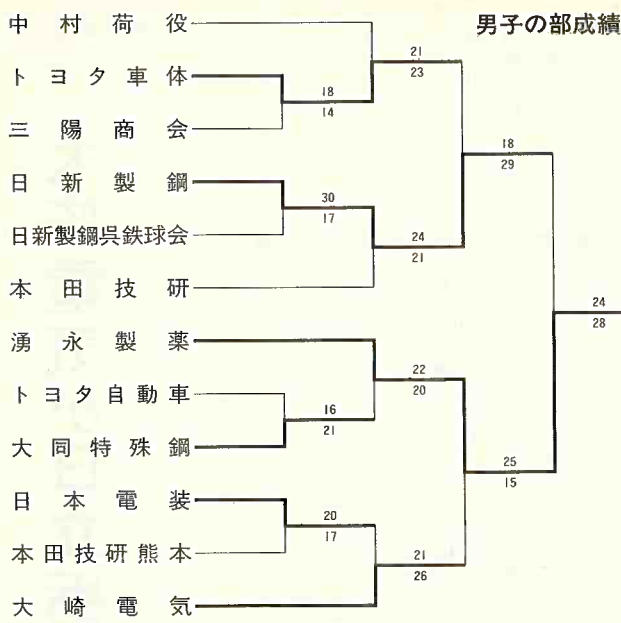 男子の部成績
中村荷役
21
23
トヨタ車体
18
14
三陽商会
18
29
日新製鋼
30
17
日新製鋼呉鉄球会
24
21
本田技研
24
28
湧永製薬
22
20
トヨタ自動車
16
21
大同特殊鋼
25
15
日本電装
20
17
本田技研熊本
21
26
大崎電気